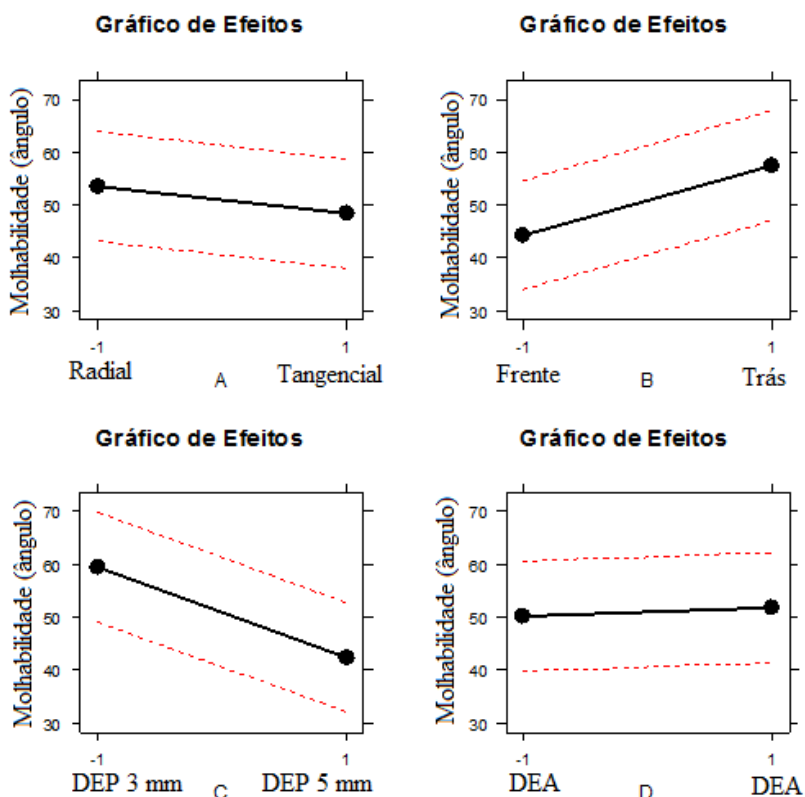 Gráfico de Efeitos
Molhabilidade (ângulo)
70
60
50
40
30
-1
1
Radial
A
Tangencial
Gráfico de Efeitos
Molhabilidade (ângulo)
70
60
50
40
30
-1
1
Frente
B
Trás
Gráfico de Efeitos
Molhabilidade (ângulo)
70
60
50
40
30
-1
1
DEP 3 mm
C
DEP 5 mm
Gráfico de Efeitos
Molhabilidade (ângulo)
70
60
50
40
30
-1
1
DEA
D
DEA